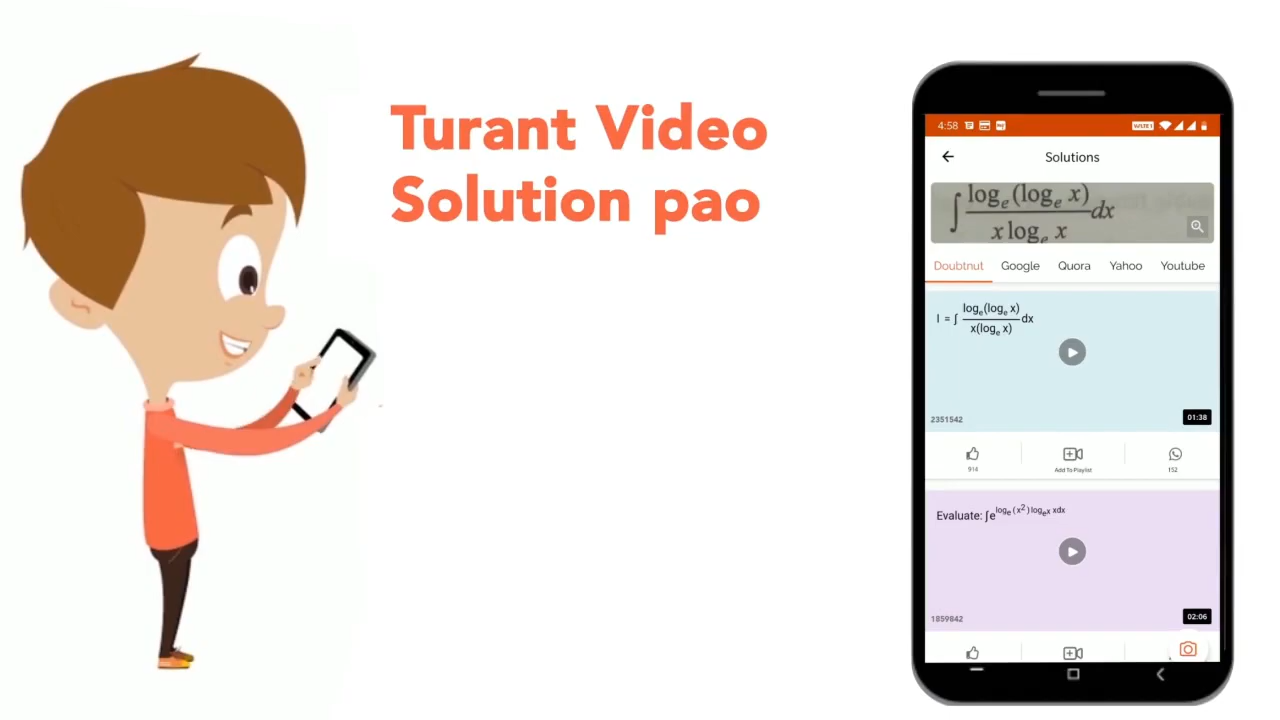 Turant Video
Solution pao
4:58
VoLTE1
Solutions
∫ logₑ(logₑ x) / x logₑ x dx
Doubtnut Google Quora Yahoo Youtube
I = ∫ logₑ(logₑ x) / x(logₑ x) dx
2351542 01:38
914 Add To Playlist 152
Evaluate: ∫e^logₑ(x²)logₑx xdx
1859842 02:06